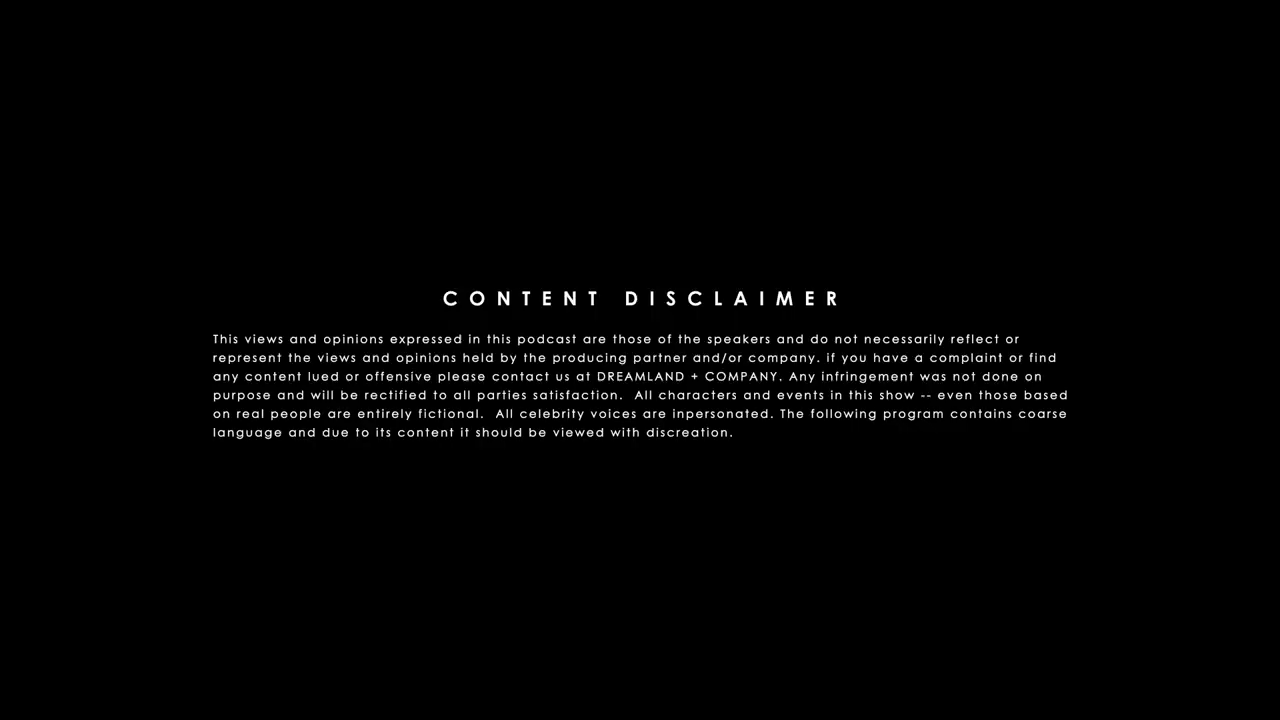 CONTENT DISCLAIMER
This views and opinions expressed in this podcast are those of the speakers and do not necessarily reflect or
represent the views and opinions held by the producing partner and/or company. if you have a complaint or find
any content lued or offensive please contact us at DREAMLAND + COMPANY. Any infringement was not done on
purpose and will be rectified to all parties satisfaction.  All characters and events in this show -- even those based
on real people are entirely fictional.  All celebrity voices are inpersonated. The following program contains coarse
language and due to its content it should be viewed with discreation.